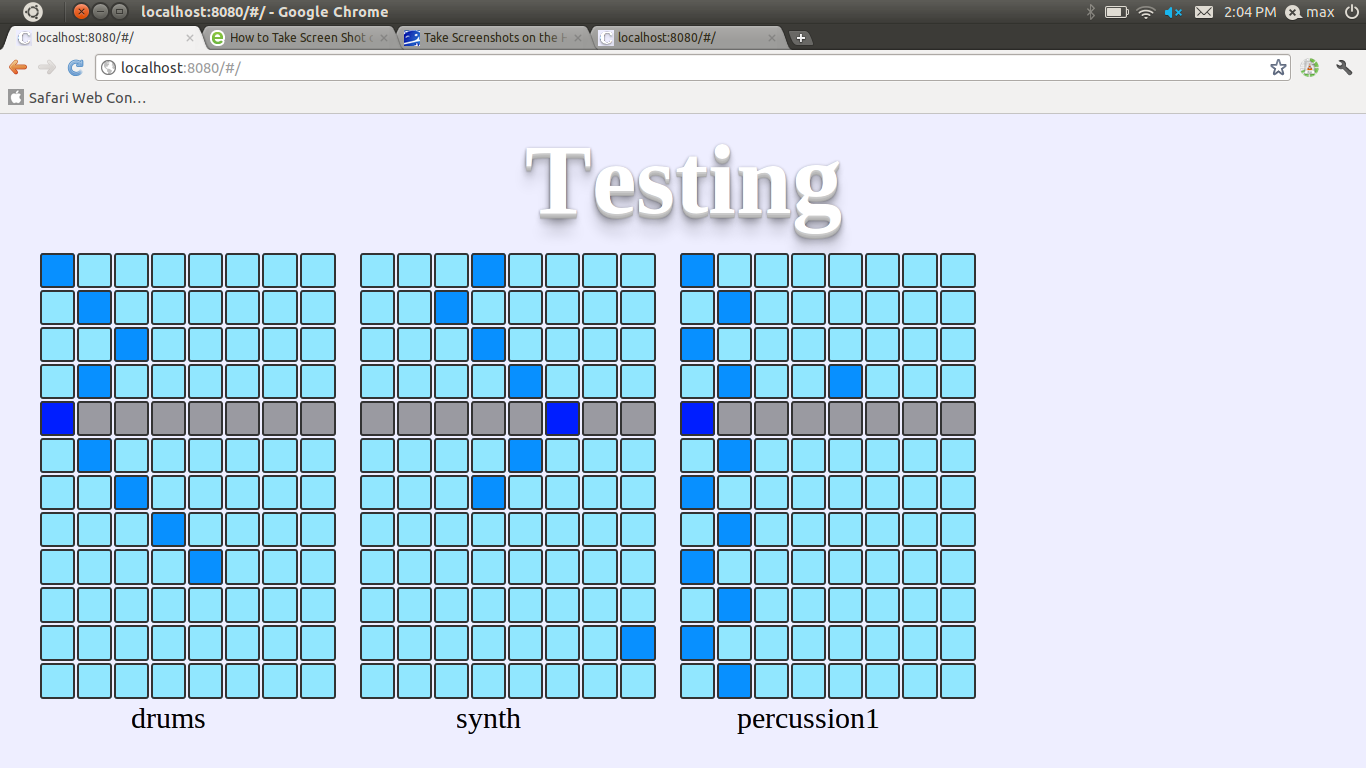 localhost:8080/#/ - Google Chrome
2:04 PM
max
localhost:8080/#/
How to Take Screen Shot
Take Screenshots on the
localhost:8080/#/
localhost:8080/#/
Safari Web Con...
Testing
drums
synth
percussion1